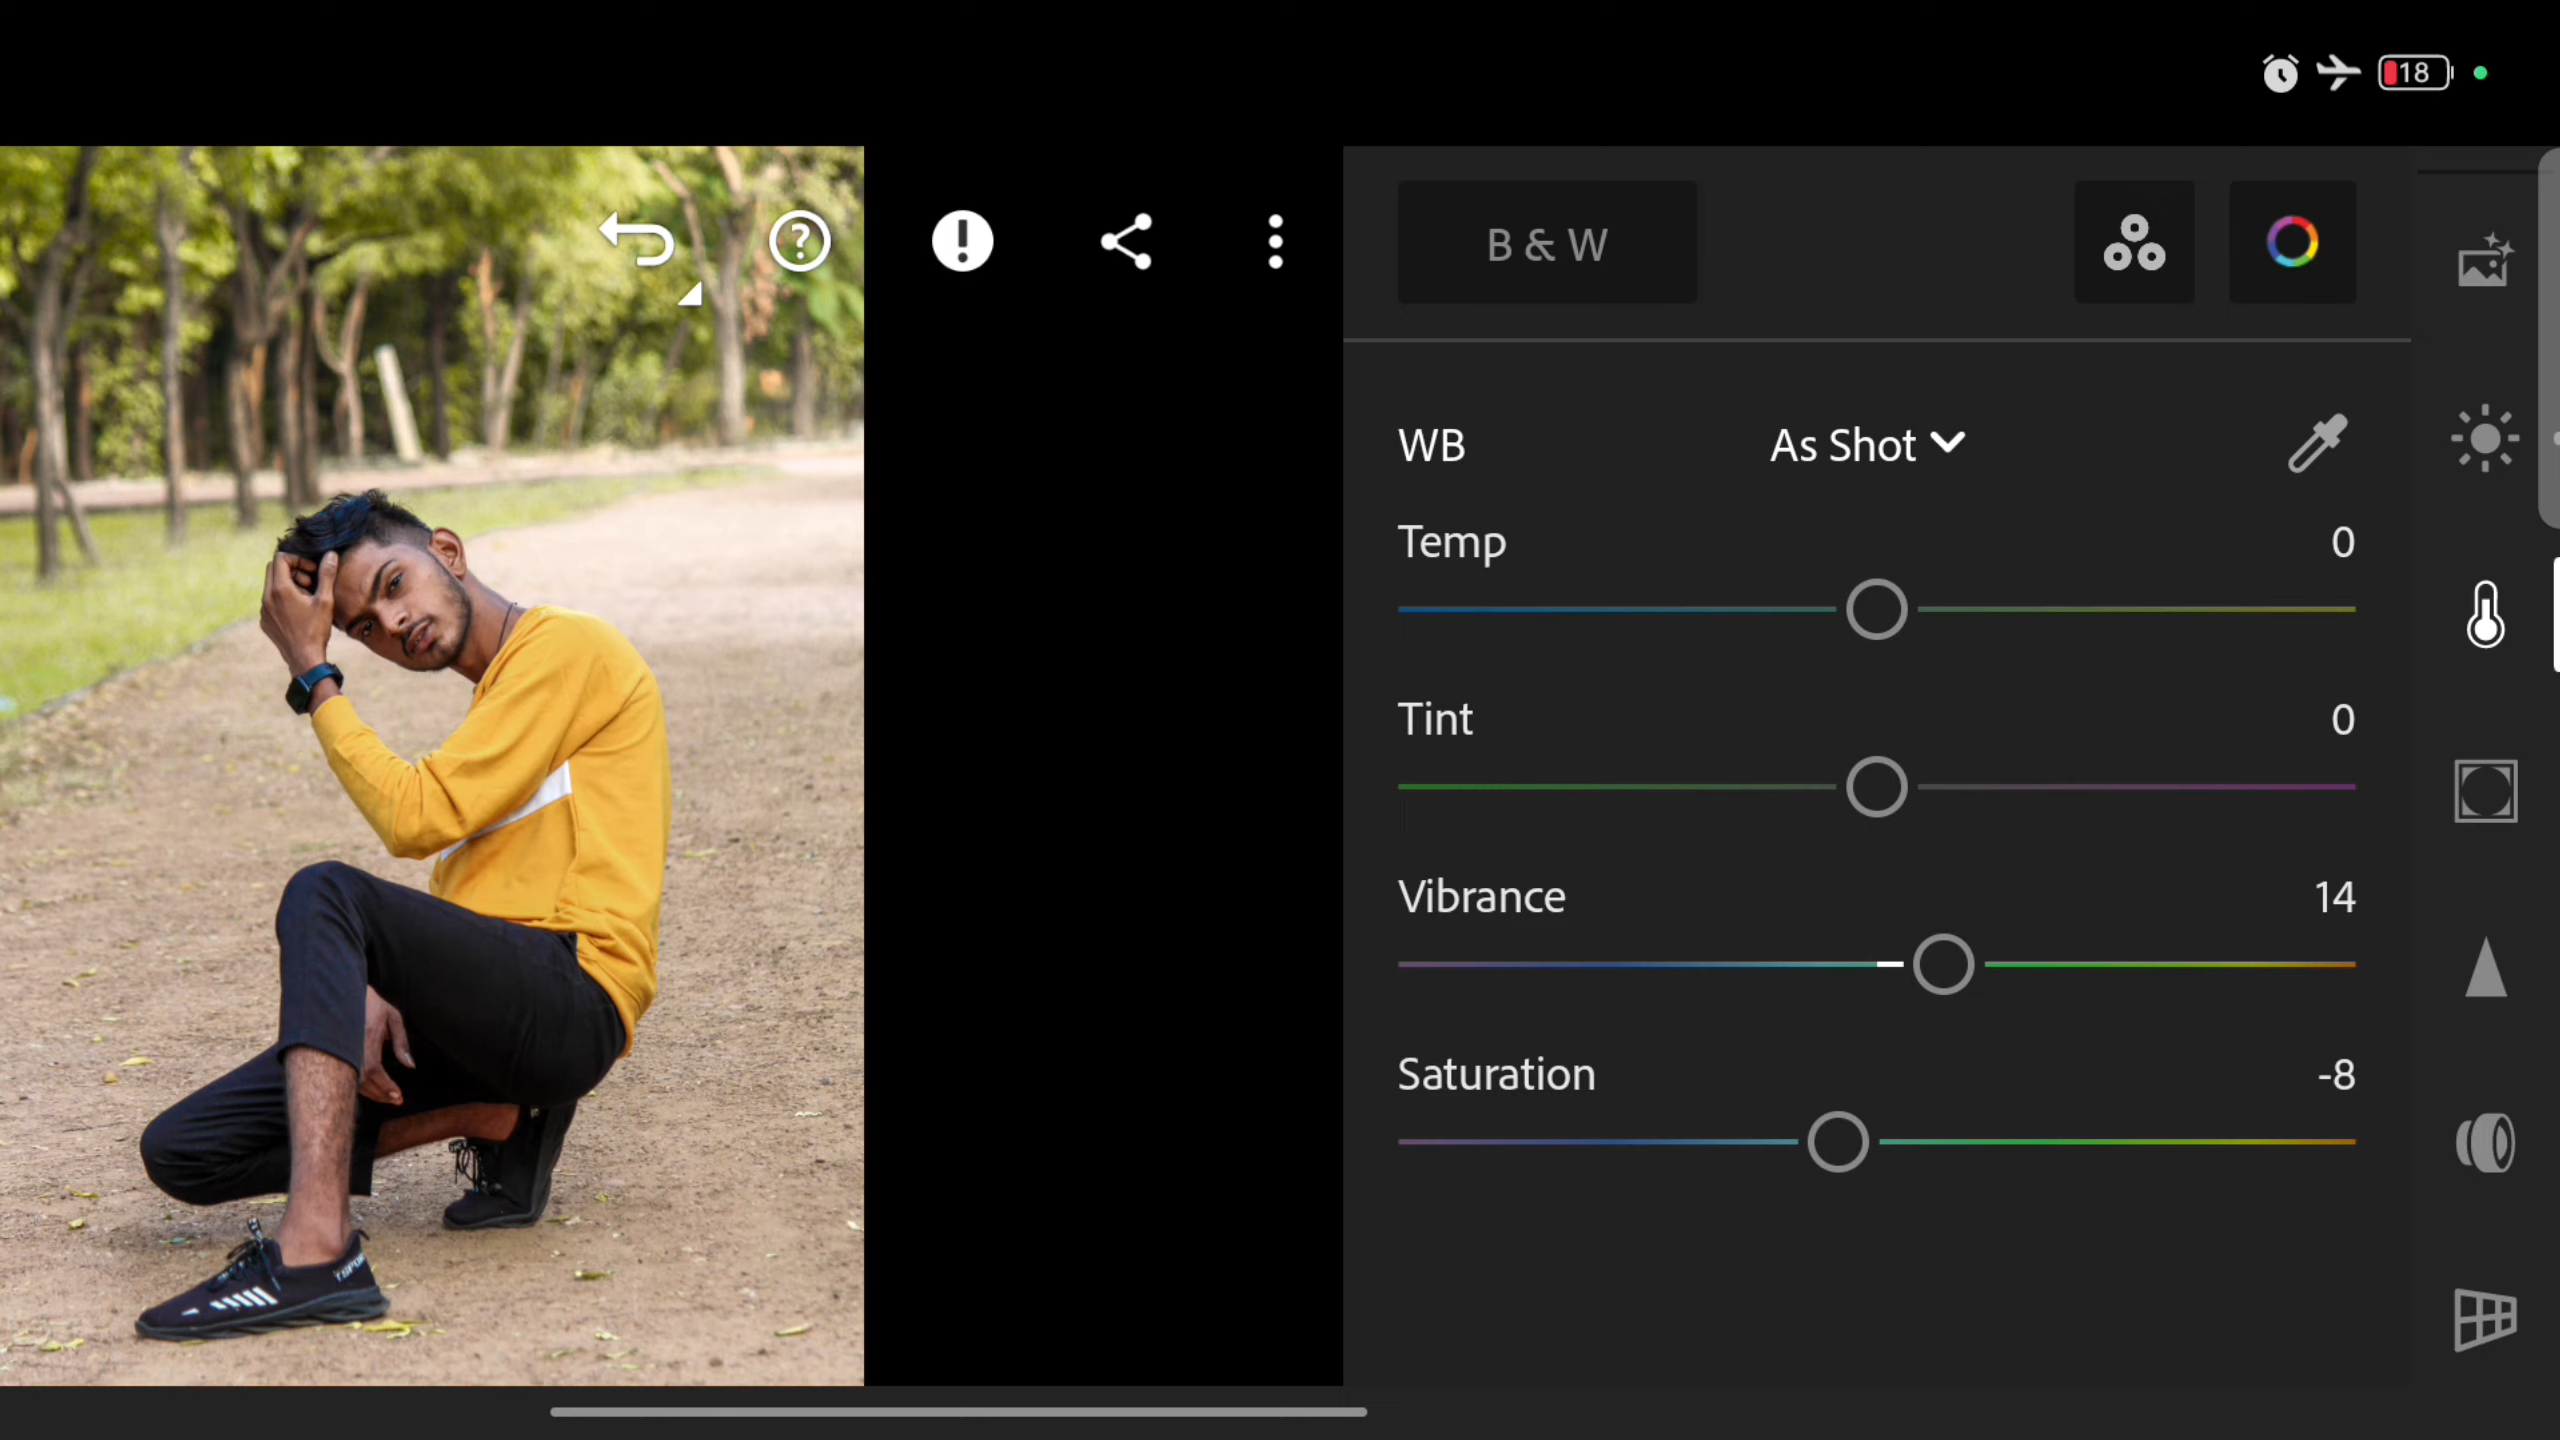 18
B & W
WB As Shot
Temp 0
Tint 0
Vibrance 14
Saturation -8